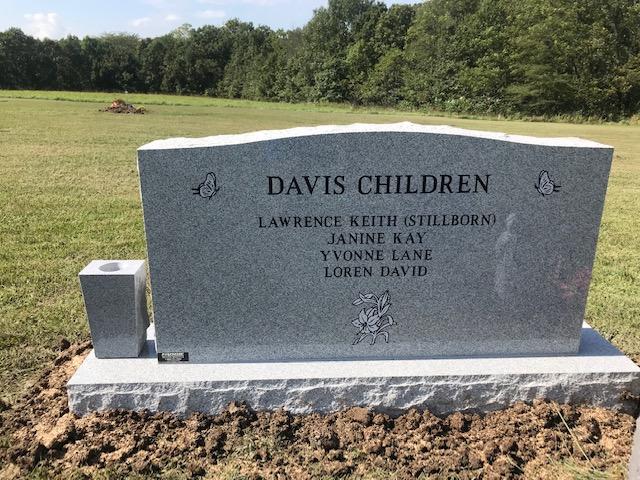 DAVIS CHILDREN
LAWRENCE KEITH (STILLBORN)
JANINE KAY
YVONNE LANE
LOREN DAVID